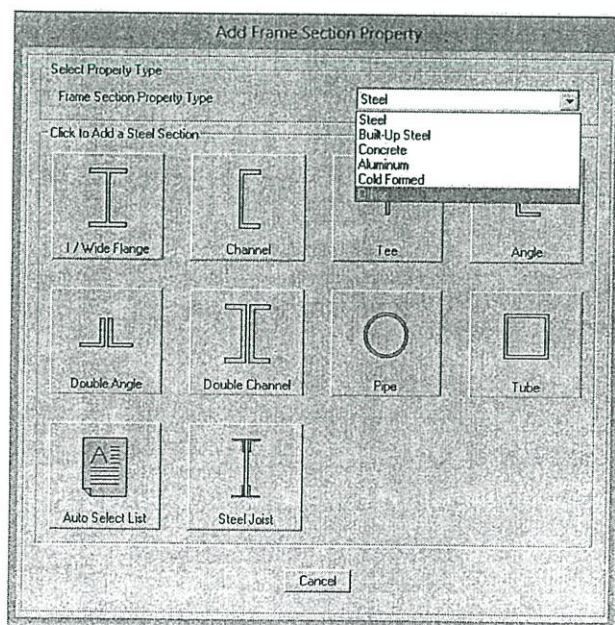 Add Frame Section Property
Select Property Type
Frame Section Property Type
Steel
Steel
Built-Up Steel
Concrete
Aluminum
Cold Formed
Click to Add a Steel Section
I / Wide Flange
Channel
Tee
Angle
Double Angle
Double Channel
Pipe
Tube
A
Auto Select List
Steel Joist
Cancel